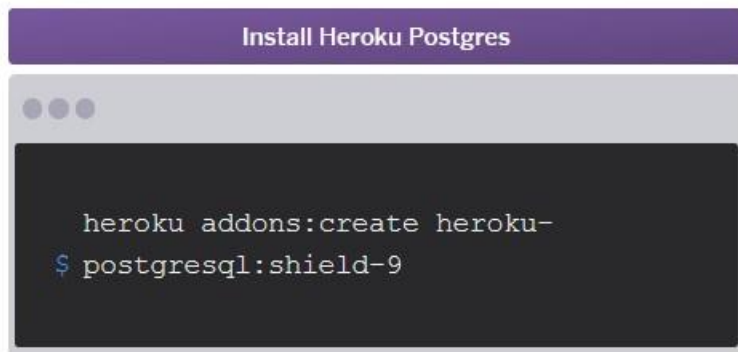 Install Heroku Postgres
heroku addons:create heroku-
$ postgresql:shield-9